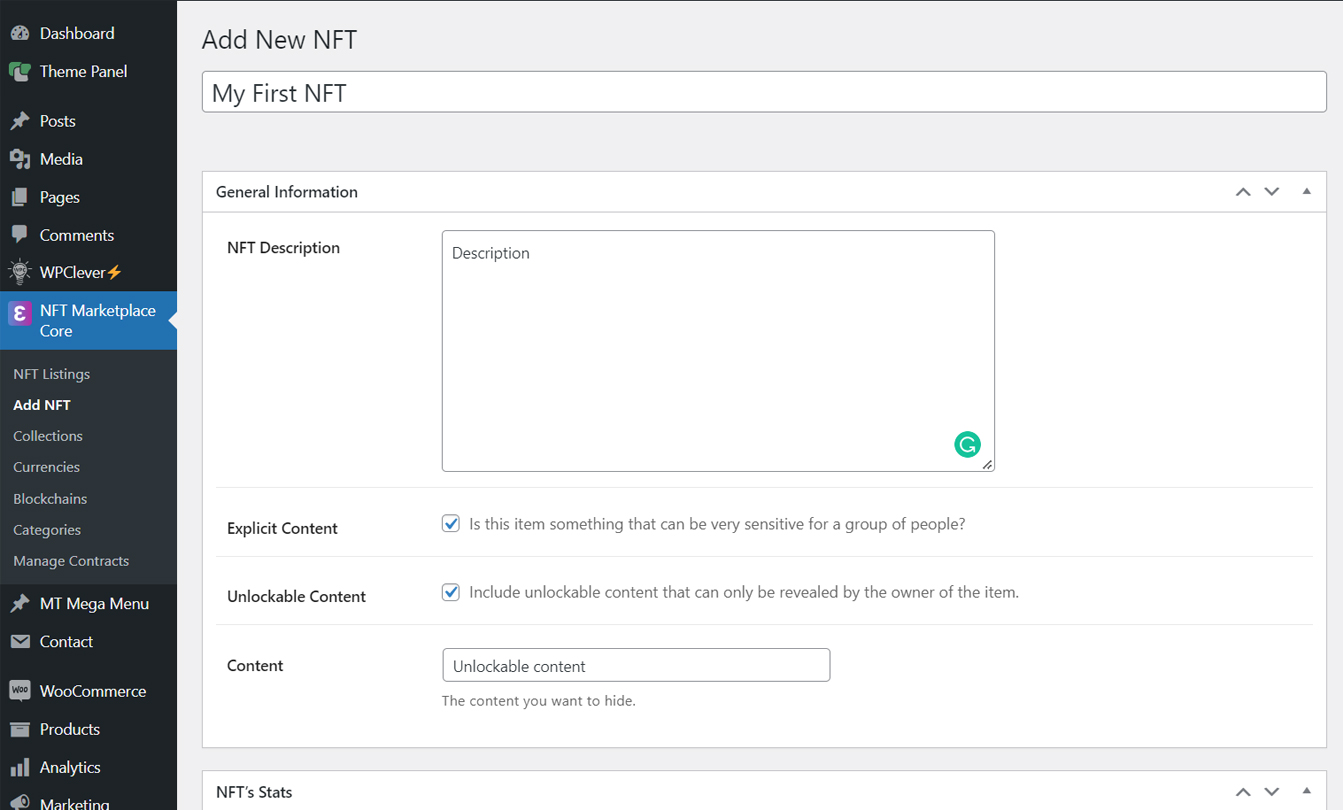 Dashboard
Theme Panel
Posts
Media
Pages
Comments
WPClever⚡
NFT Marketplace
Core
NFT Listings
Add NFT
Collections
Currencies
Blockchains
Categories
Manage Contracts
MT Mega Menu
Contact
WooCommerce
Products
Analytics
Marketing
Add New NFT
My First NFT
General Information
NFT Description
Description
Explicit Content
Is this item something that can be very sensitive for a group of people?
Unlockable Content
Include unlockable content that can only be revealed by the owner of the item.
Content
Unlockable content
The content you want to hide.
NFT's Stats